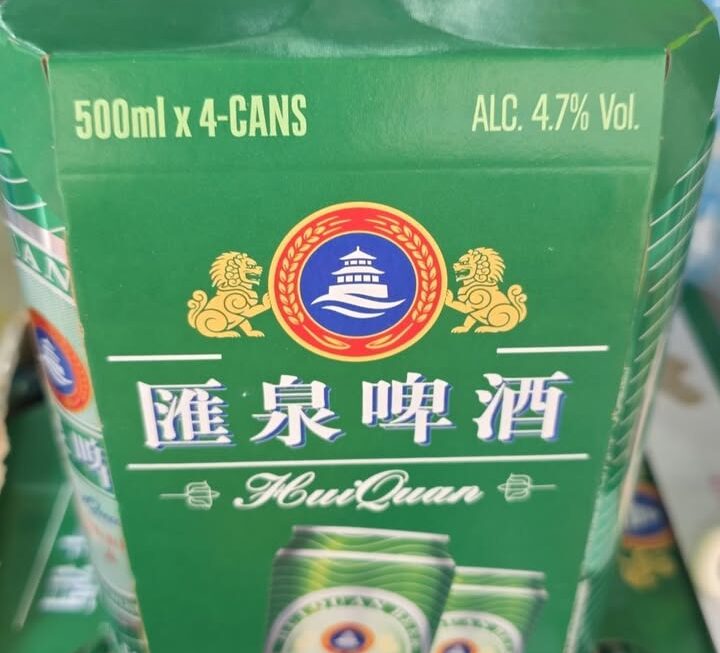 500ml x 4-CANS
ALC. 4.7% Vol.
匯泉啤酒
HuiQuan